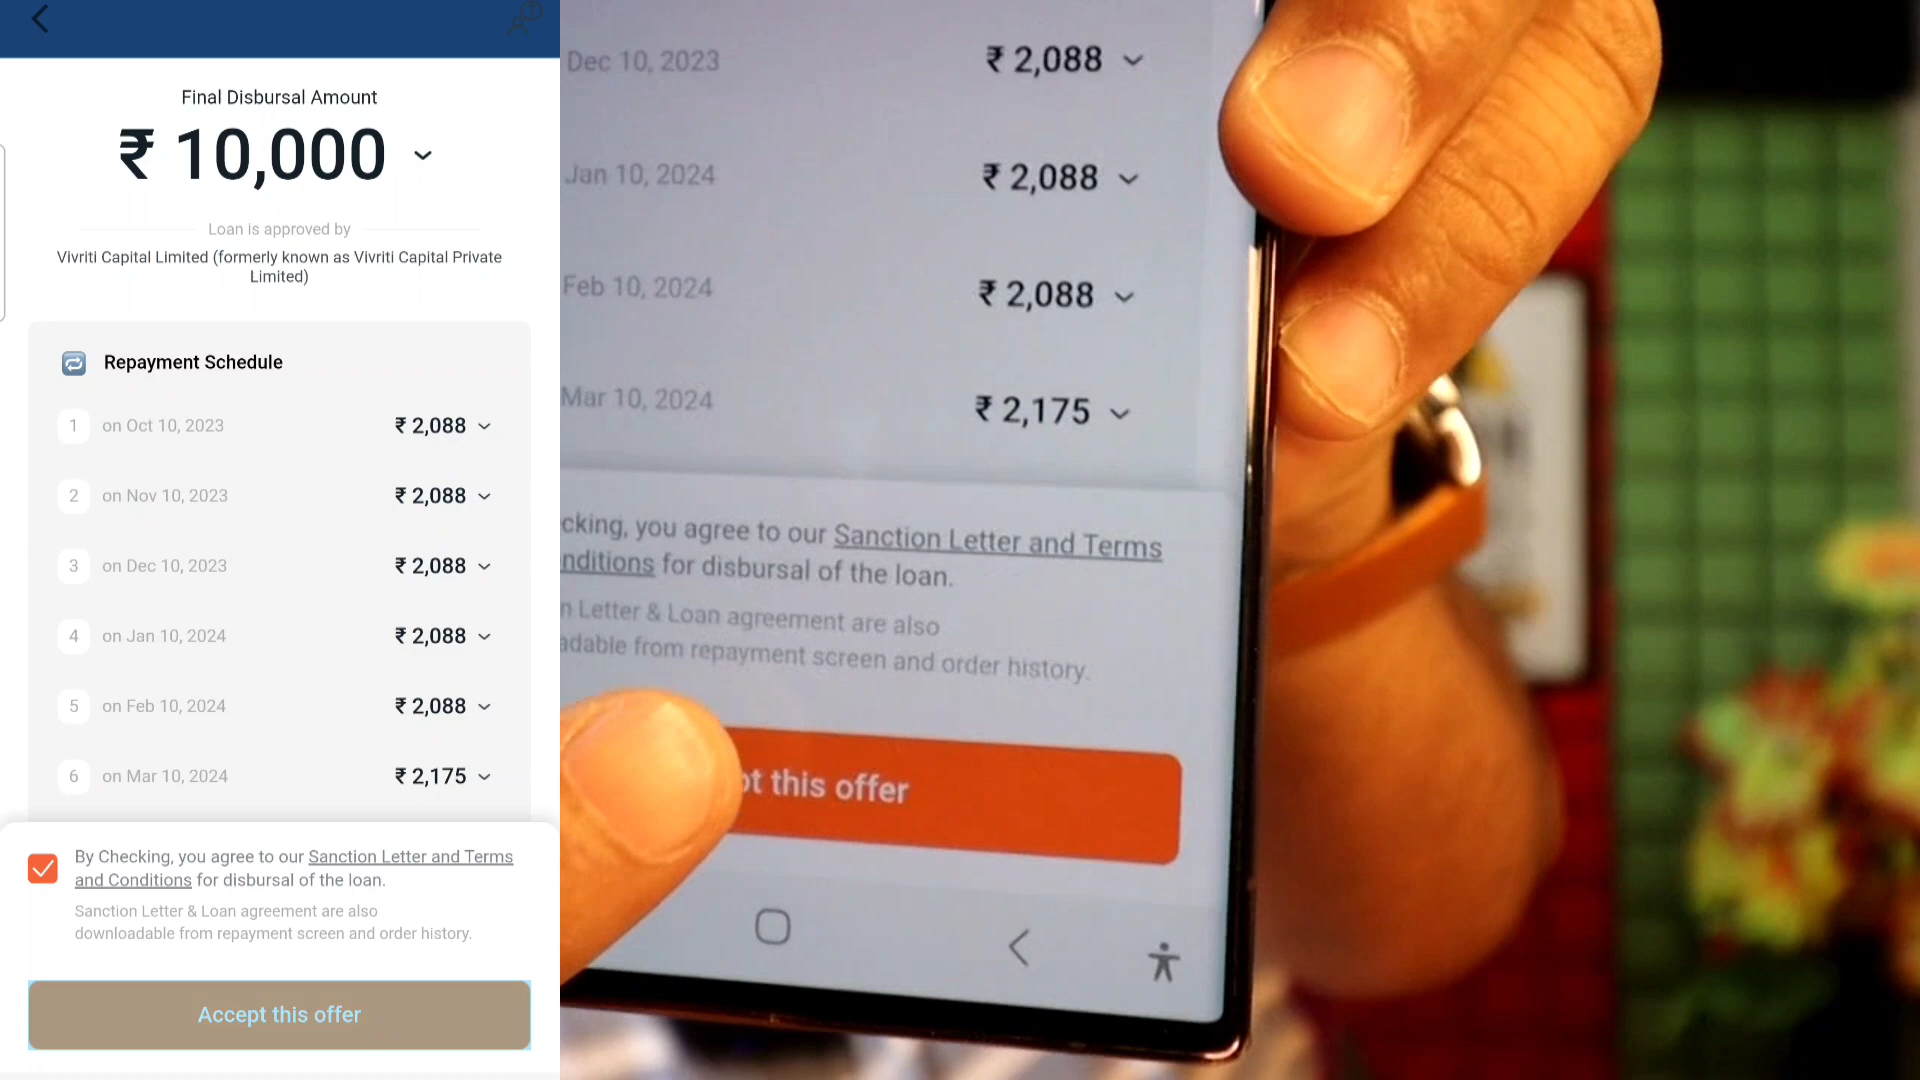 Final Disbursal Amount
₹ 10,000
Loan is approved by
Vivriti Capital Limited (formerly known as Vivriti Capital Private
Limited)
Repayment Schedule
1 on Oct 10, 2023 ₹ 2,088
2 on Nov 10, 2023 ₹ 2,088
3 on Dec 10, 2023 ₹ 2,088
4 on Jan 10, 2024 ₹ 2,088
5 on Feb 10, 2024 ₹ 2,088
6 on Mar 10, 2024 ₹ 2,175
By Checking, you agree to our Sanction Letter and Terms
and Conditions for disbursal of the loan.
Sanction Letter & Loan agreement are also
downloadable from repayment screen and order history.
Accept this offer
Dec 10, 2023 ₹ 2,088
Jan 10, 2024 ₹ 2,088
Feb 10, 2024 ₹ 2,088
Mar 10, 2024 ₹ 2,175
cking, you agree to our Sanction Letter and Terms
nditions for disbursal of the loan.
n Letter & Loan agreement are also
adable from repayment screen and order history.
pt this offer